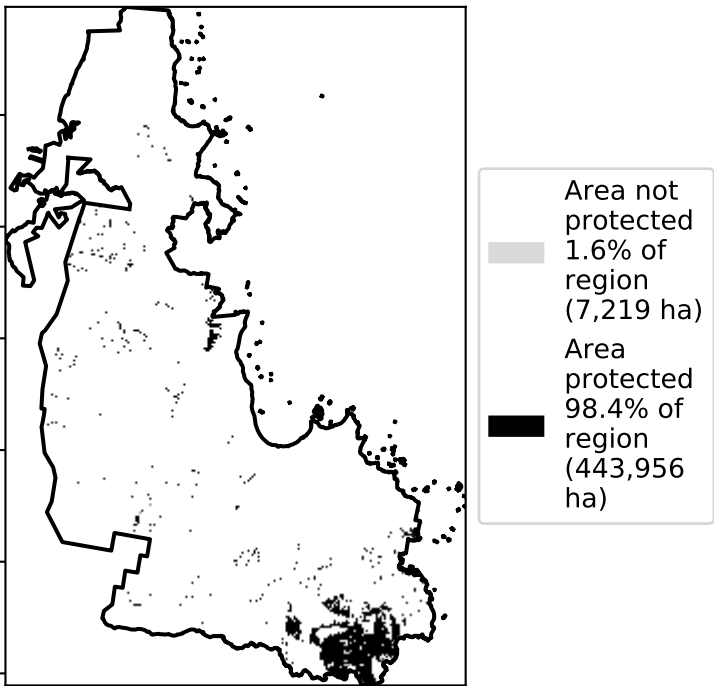 Area not
protected
1.6% of
region
(7,219 ha)
Area
protected
98.4% of
region
(443,956
ha)